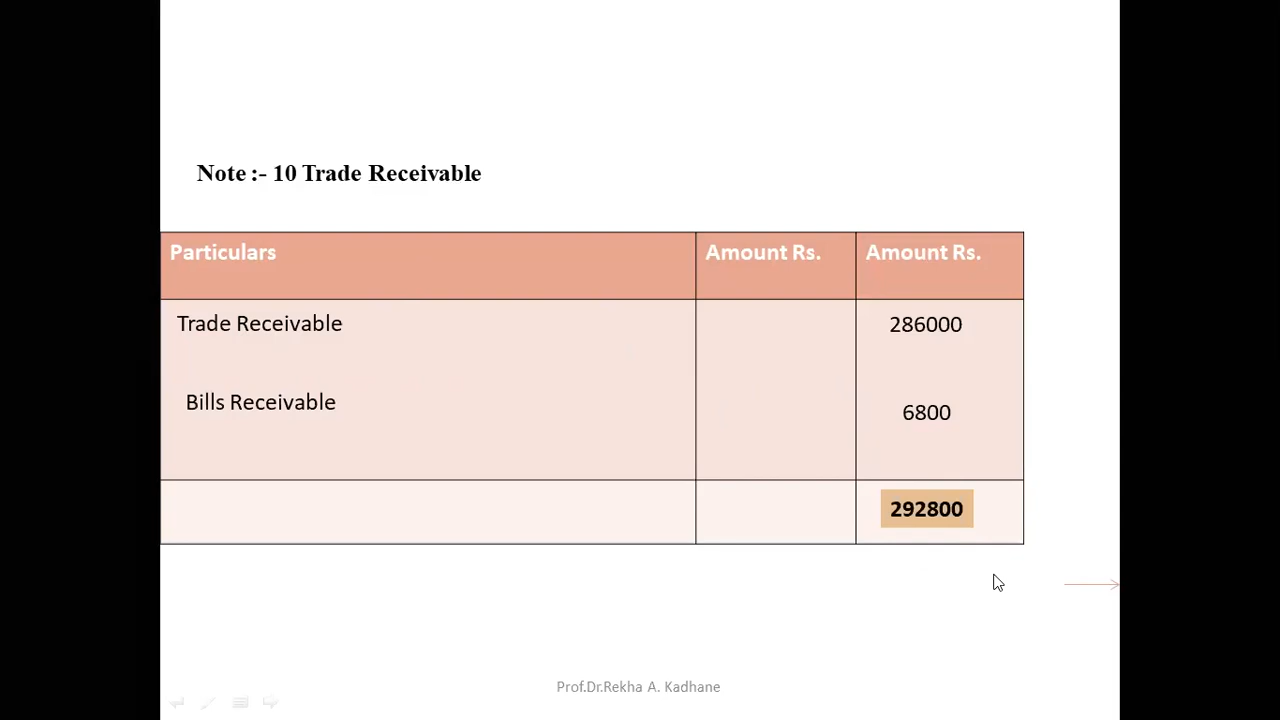 Note :- 10 Trade Receivable
Particulars Amount Rs. Amount Rs.
Trade Receivable 286000
Bills Receivable 6800
292800
Prof.Dr.Rekha A. Kadhane